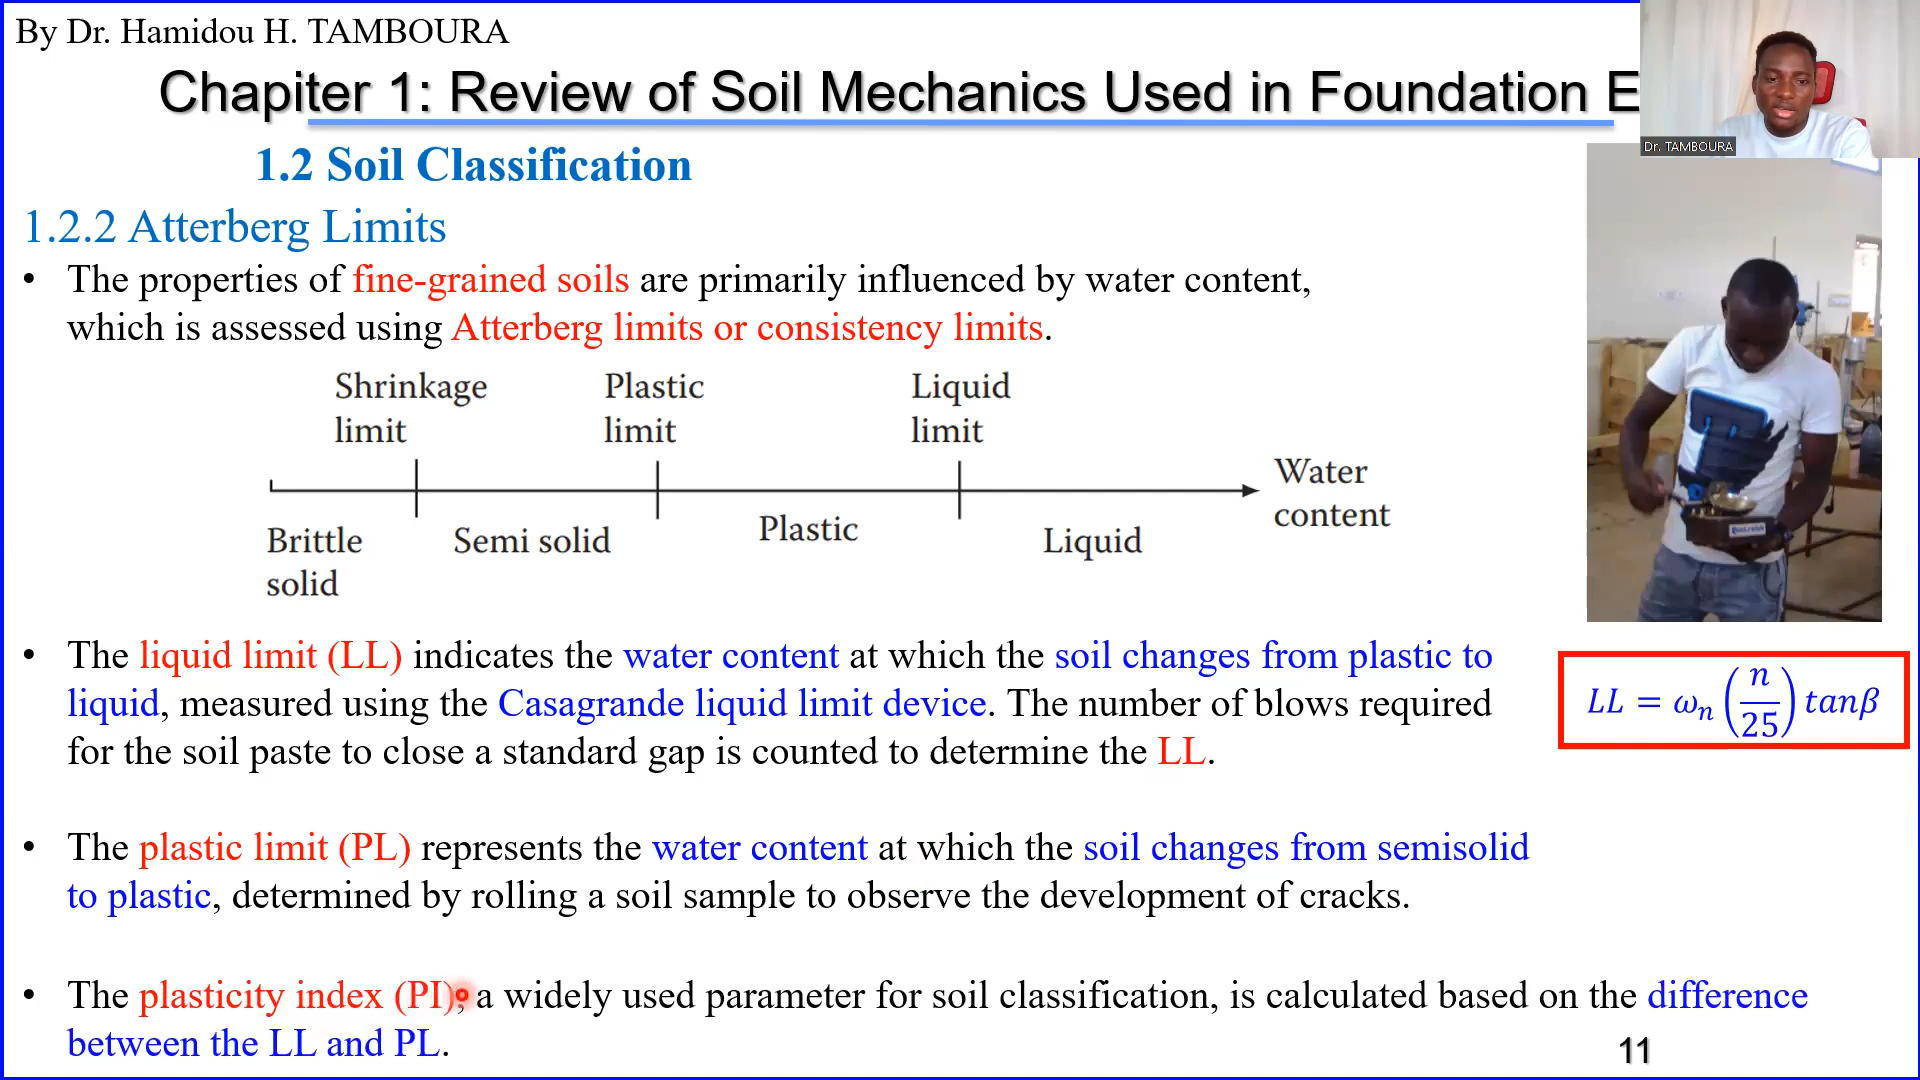 By Dr. Hamidou H. TAMBOURA
Chapiter 1: Review of Soil Mechanics Used in Foundation E
Dr. TAMBOURA
1.2 Soil Classification
1.2.2 Atterberg Limits
• The properties of fine-grained soils are primarily influenced by water content,
which is assessed using Atterberg limits or consistency limits.
Shrinkage limit
Plastic limit
Liquid limit
Water content
Brittle solid
Semi solid
Plastic
Liquid
• The liquid limit (LL) indicates the water content at which the soil changes from plastic to
liquid, measured using the Casagrande liquid limit device. The number of blows required
for the soil paste to close a standard gap is counted to determine the LL.
LL = ωn (n/25) tanβ
• The plastic limit (PL) represents the water content at which the soil changes from semisolid
to plastic, determined by rolling a soil sample to observe the development of cracks.
• The plasticity index (PI), a widely used parameter for soil classification, is calculated based on the difference
between the LL and PL.
11